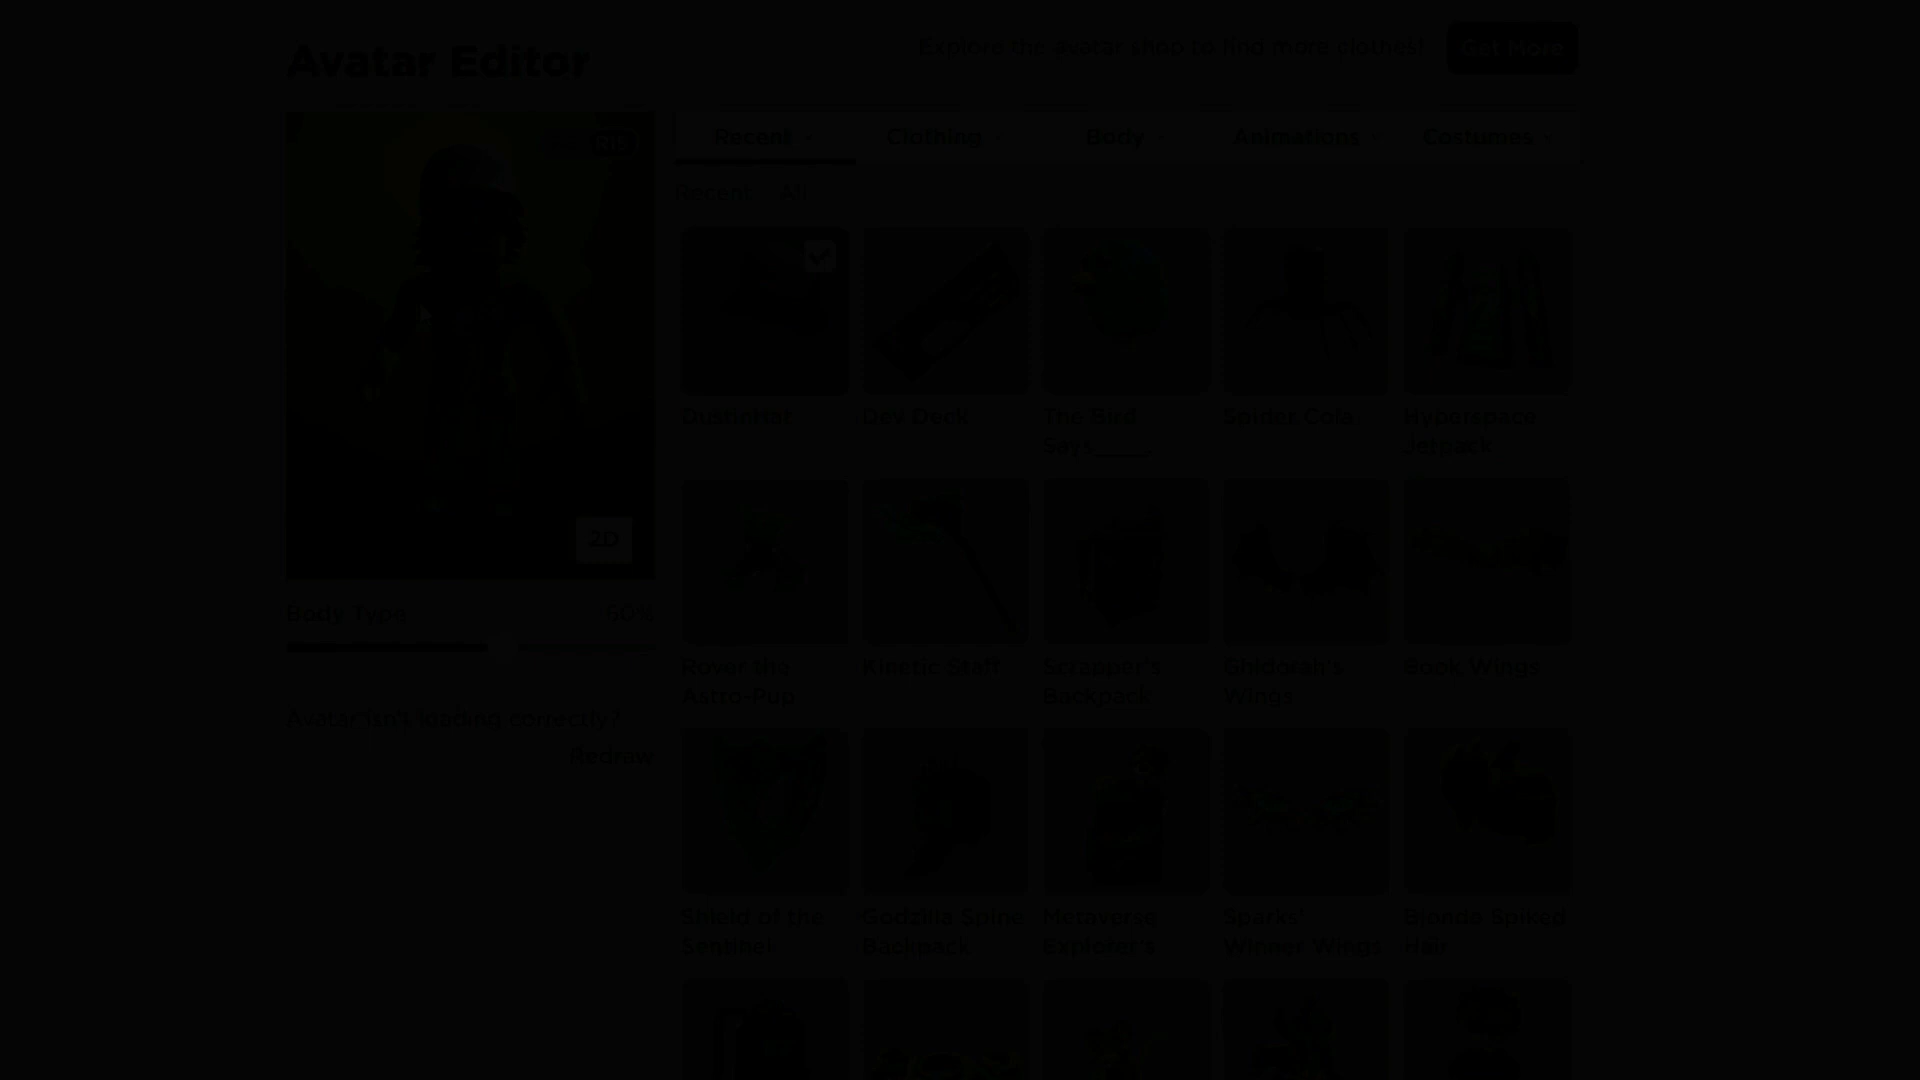 Avatar Editor
Explore the avatar shop to find more clothes!
Get More
R15
Recent
Clothing
Body
Animations
Costumes
Recent
All
DustinHat
Dev Deck
The Bird
Says_____.
Spider Cola
Hyperspace
Jetpack
2D
Body Type
60%
Rover the
Astro-Pup
Kinetic Staff
Scrapper's
Backpack
Ghidorah's
Wings
Book Wings
Avatar isn't loading correctly?
Redraw
Shield of the
Sentinel
Godzilla Spine
Backpack
Metaverse
Explorer's
Sparks'
Winner Wings
Blonde Spiked
Hair